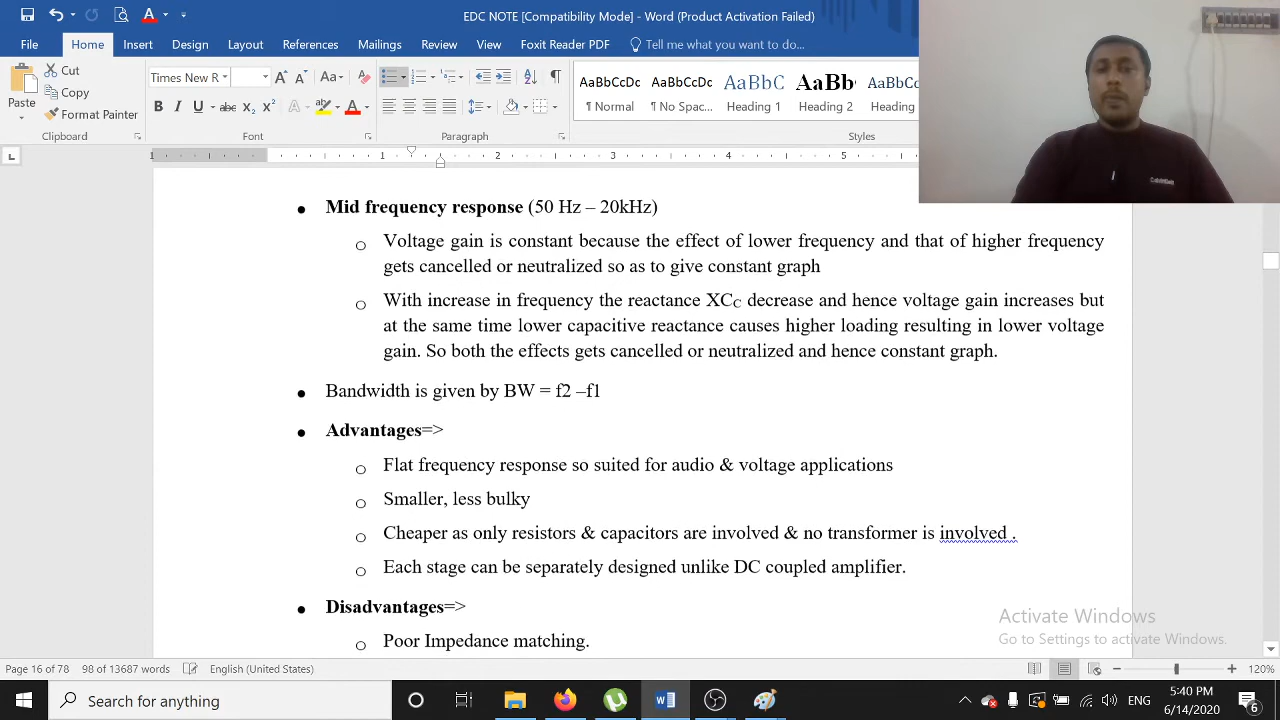 EDC NOTE [Compatibility Mode] - Word (Product Activation Failed)
File Home Insert Design Layout References Mailings Review View Foxit Reader PDF Tell me what you want to do...
Paste
Cut
Copy
Format Painter
Clipboard
Times New R
Font
Paragraph
AaBbCcDc AaBbCcDc AaBbC AaBb AaBbCc
¶ Normal ¶ No Spac... Heading 1 Heading 2 Heading
Styles
1 1 2 3 4 5
• Mid frequency response (50 Hz – 20kHz)
o Voltage gain is constant because the effect of lower frequency and that of higher frequency
gets cancelled or neutralized so as to give constant graph
o With increase in frequency the reactance XCC decrease and hence voltage gain increases but
at the same time lower capacitive reactance causes higher loading resulting in lower voltage
gain. So both the effects gets cancelled or neutralized and hence constant graph.
• Bandwidth is given by BW = f2 –f1
• Advantages=>
o Flat frequency response so suited for audio & voltage applications
o Smaller, less bulky
o Cheaper as only resistors & capacitors are involved & no transformer is involved .
o Each stage can be separately designed unlike DC coupled amplifier.
• Disadvantages=>
o Poor Impedance matching.
Activate Windows
Go to Settings to activate Windows.
Page 16 of 78 98 of 13687 words English (United States) 120%
Search for anything
ENG
5:40 PM
6/14/2020
6